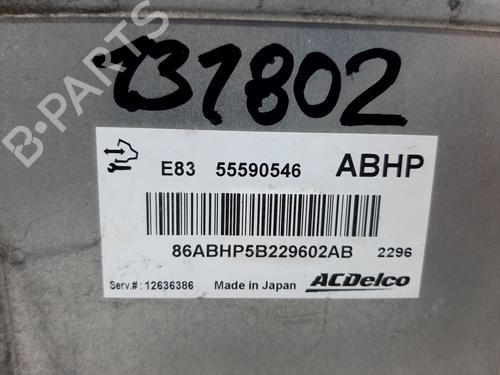 131802
B-PARTS
E83 55590546 ABHP
86ABHP5B229602AB 2296
Serv.#: 12636386 Made in Japan ACDelco